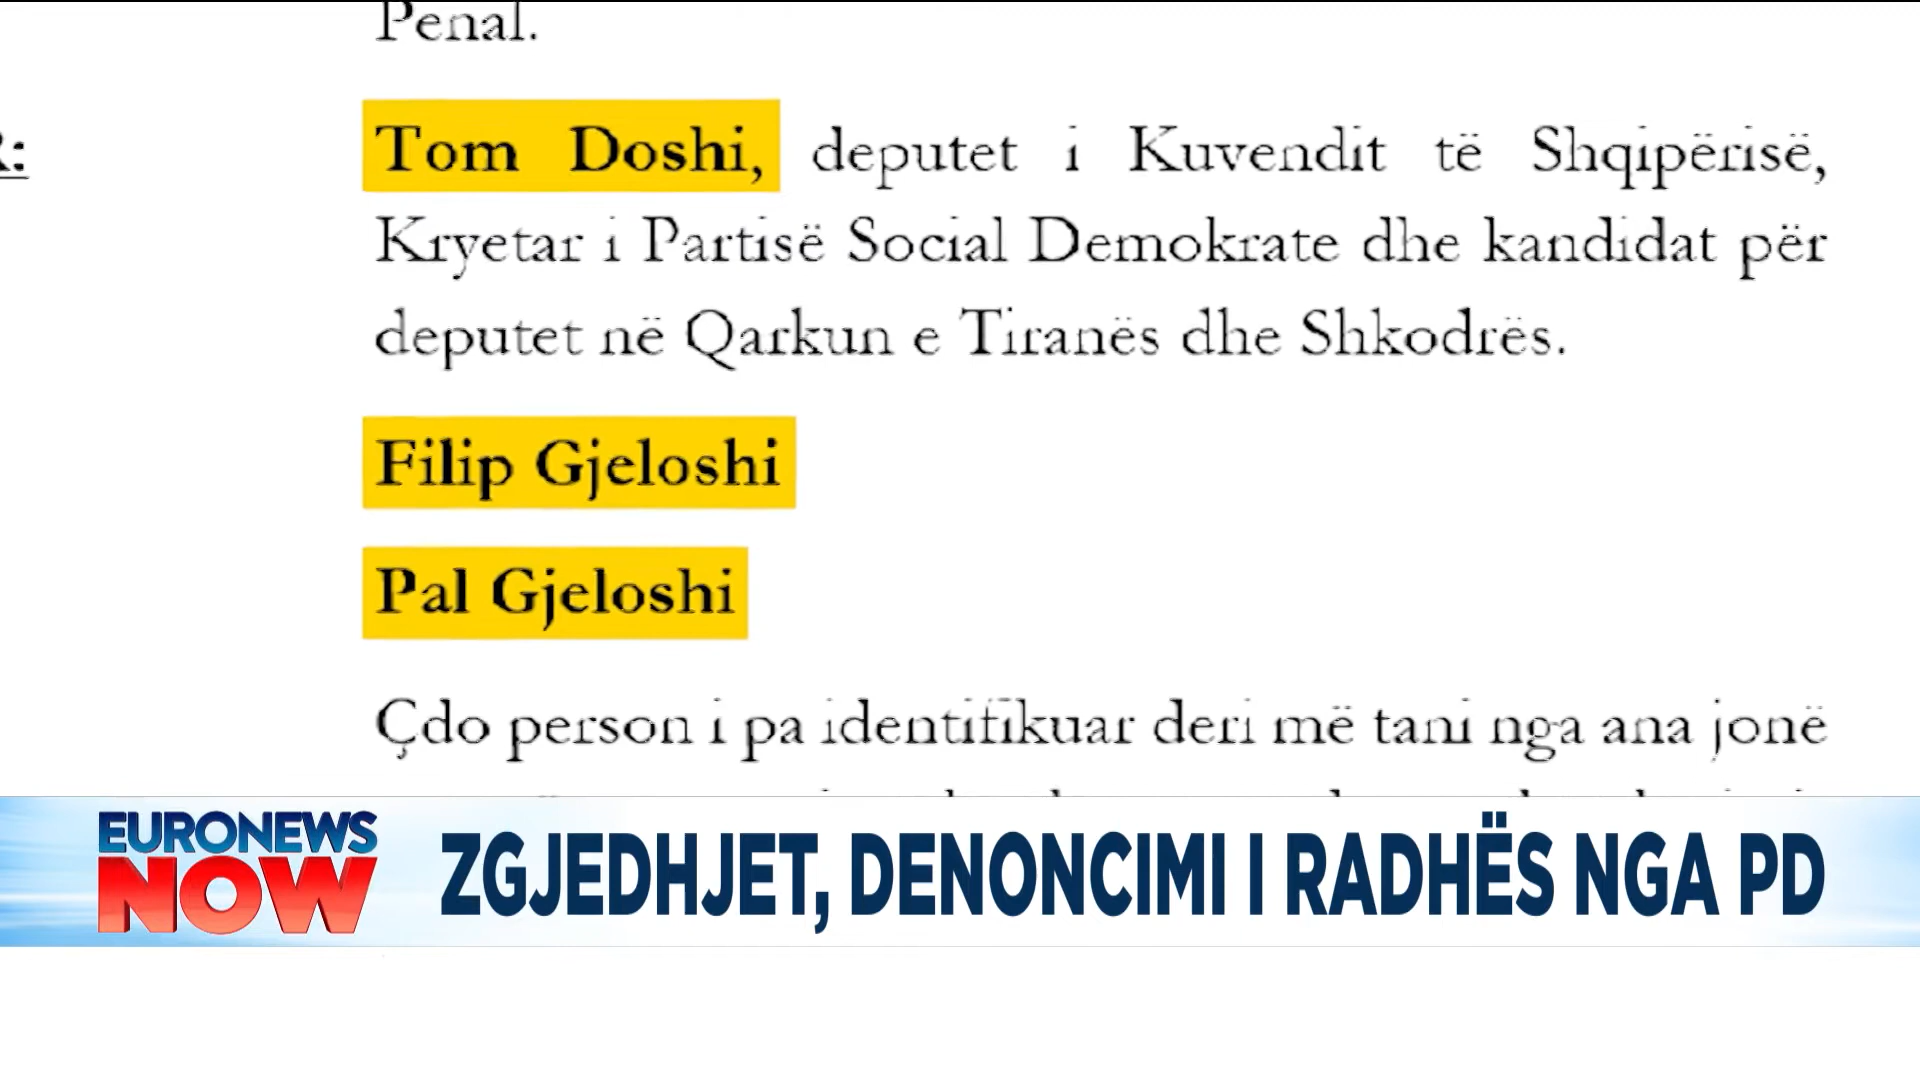 Penal.
R:
Tom Doshi, deputet i Kuvendit të Shqipërisë,
Kryetar i Partisë Social Demokrate dhe kandidat për
deputet në Qarkun e Tiranës dhe Shkodrës.
Filip Gjeloshi
Pal Gjeloshi
Çdo person i pa identifikuar deri më tani nga ana jonë
EURONEWS
NOW
ZGJEDHJET, DENONCIMI I RADHËS NGA PD